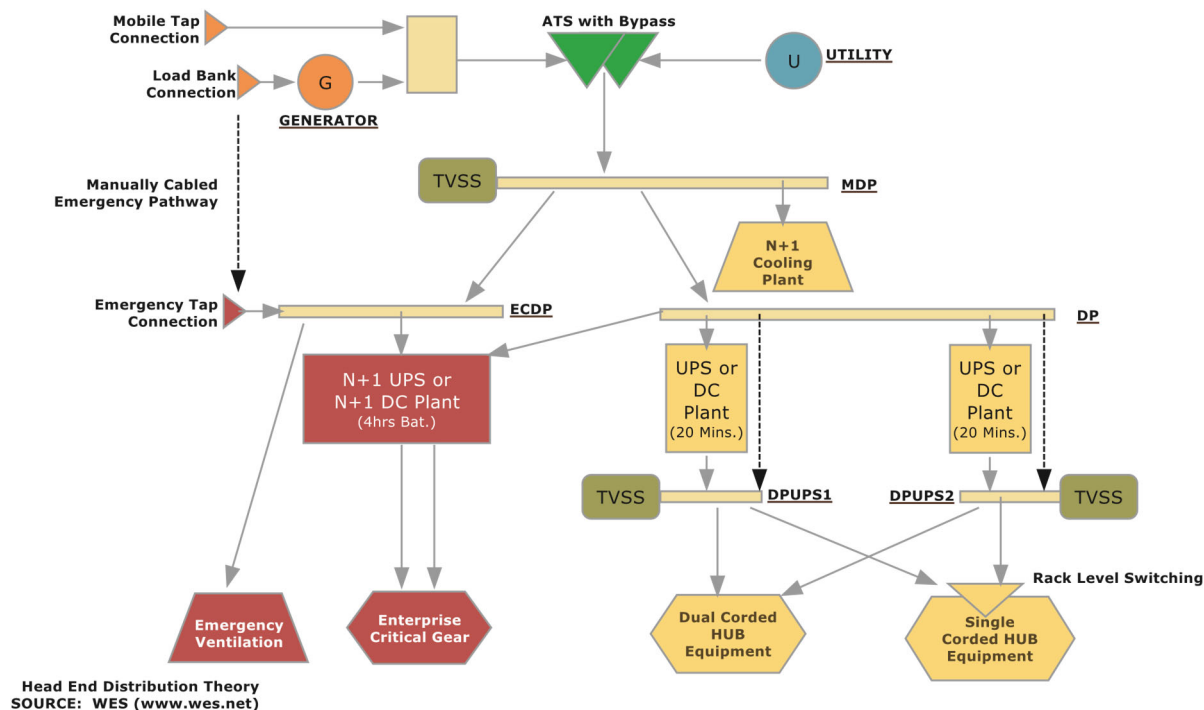 Mobile Tap
Connection
ATS with Bypass
U
UTILITY
Load Bank
Connection
G
GENERATOR
Manually Cabled
Emergency Pathway
TVSS
MDP
N+1
Cooling
Plant
Emergency Tap
Connection
ECDP
DP
N+1 UPS or
N+1 DC Plant
(4hrs Bat.)
UPS or
DC
Plant
(20 Mins.)
UPS or
DC
Plant
(20 Mins.)
TVSS
DPUPS1
DPUPS2
TVSS
Rack Level Switching
Emergency
Ventilation
Enterprise
Critical Gear
Dual Corded
HUB
Equipment
Single
Corded HUB
Equipment
Head End Distribution Theory
SOURCE: WES (www.wes.net)